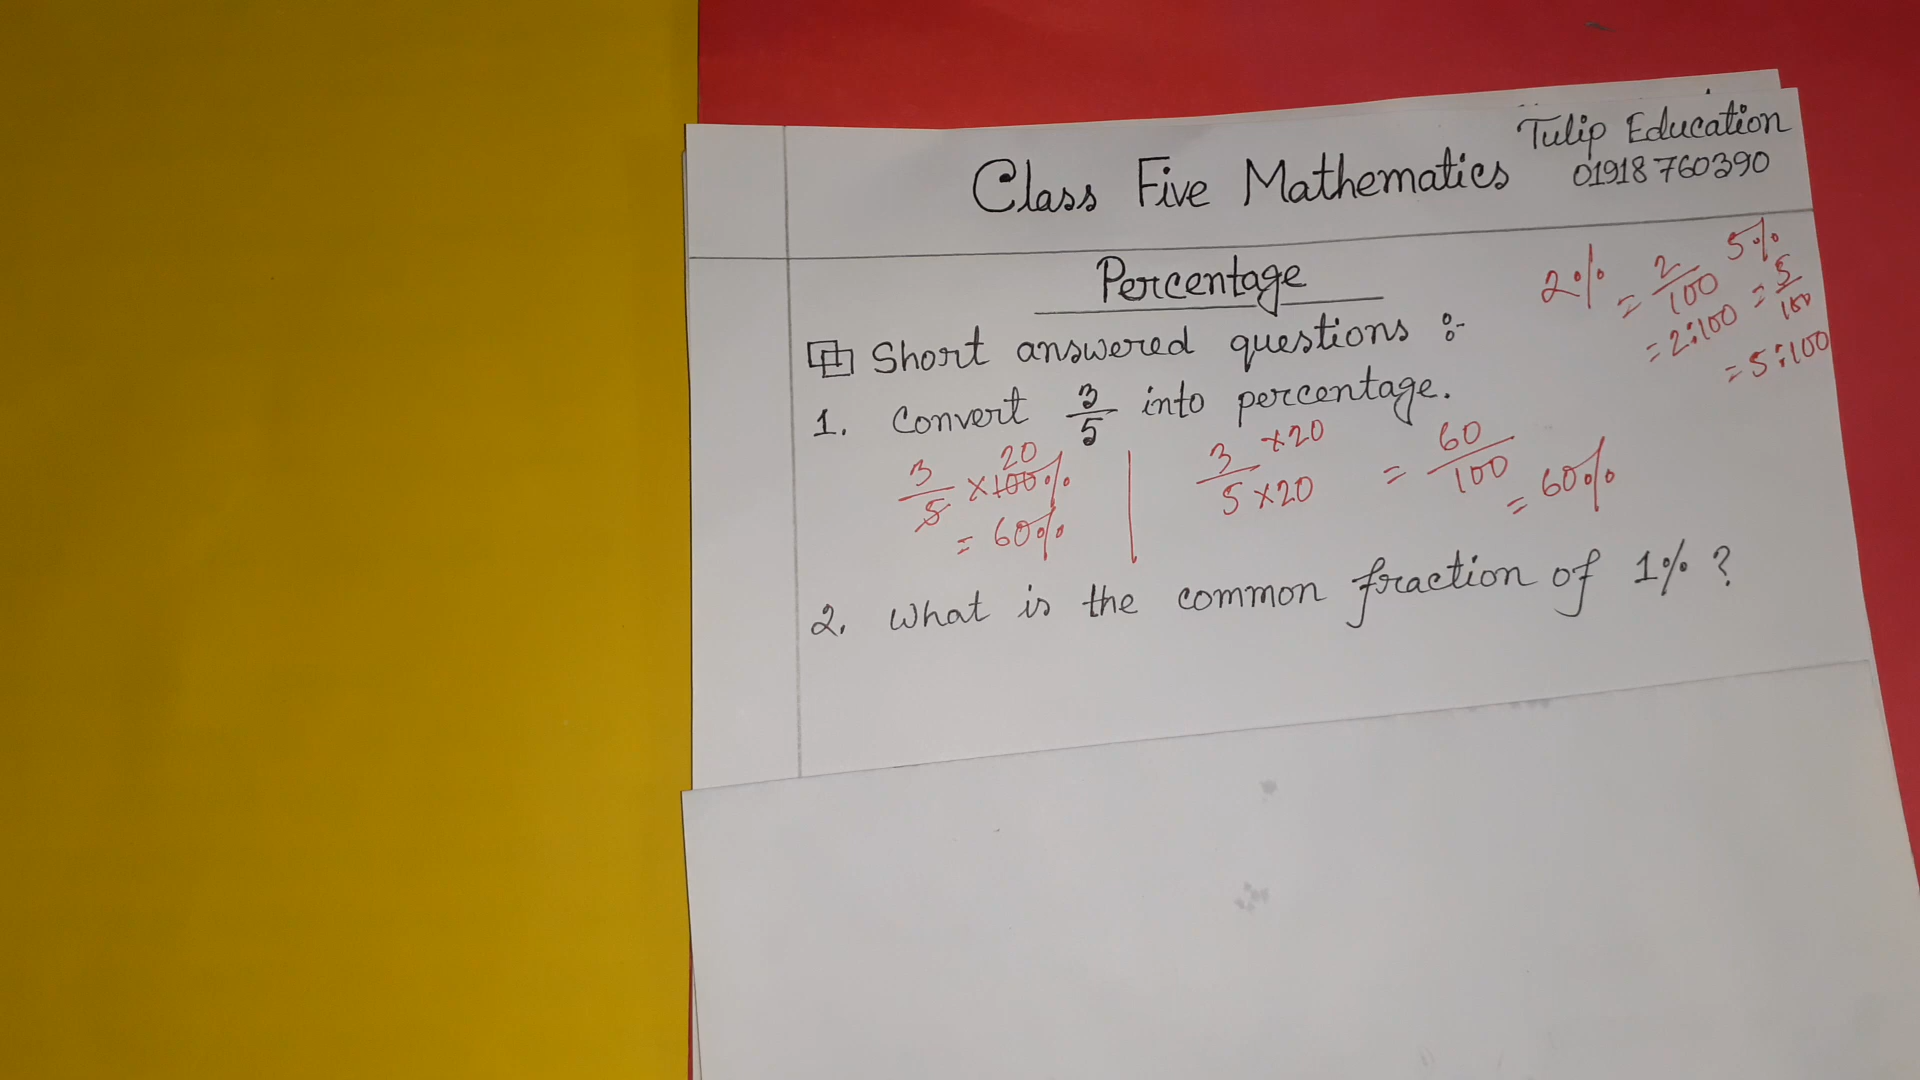 Tulip Education
Class Five Mathematics 01918760390
Percentage
Short answered questions :-
2% = 2/100
= 2:100
5%
= 5/100
= 5:100
1. Convert 3/5 into percentage.
3/5 × 100% 20
= 60%
3×20/5×20 = 60/100
= 60%
2. What is the common fraction of 1% ?